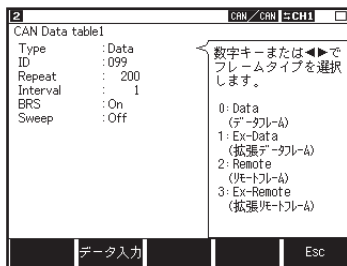 2 CAN/CAN ⇆CH1
CAN Data table1
Type :Data
ID :099
Repeat : 200
Interval : 1
BRS :On
Sweep :Off
数字キーまたは◀▶で
フレームタイプを選択
します。
0: Data
(データフレーム)
1: Ex-Data
(拡張データフレーム)
2: Remote
(リモートフレーム)
3: Ex-Remote
(拡張リモートフレーム)
データ入力 Esc